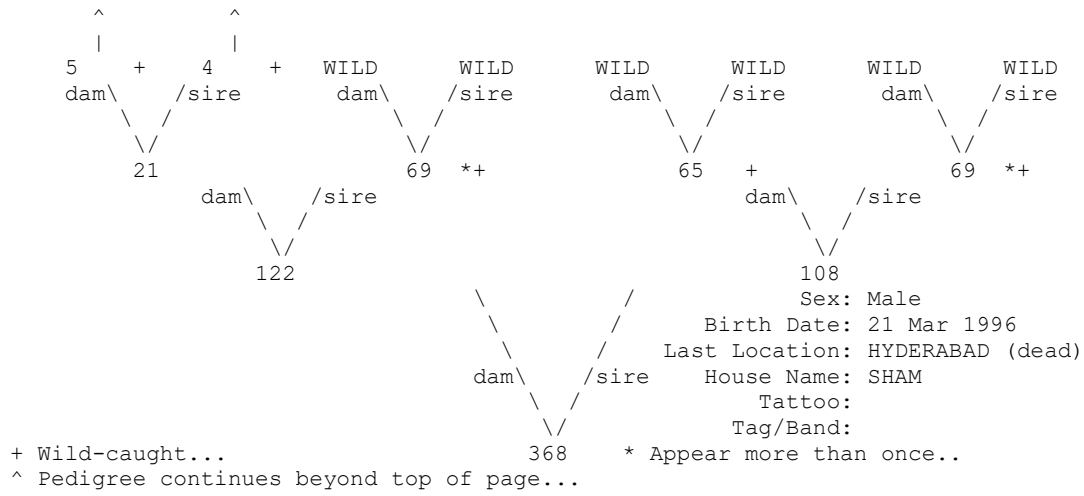 ^ ^
| |
5 + 4 + WILD WILD WILD WILD WILD WILD
dam\ /sire dam\ /sire dam\ /sire dam\ /sire
\ / \ / \ / \ /
\/ \/ \/ \/
21 69 *+ 65 + 69 *+
dam\ /sire dam\ /sire
\ / \ /
\/ \/
122 108
\ / Sex: Male
\ / Birth Date: 21 Mar 1996
\ / Last Location: HYDERABAD (dead)
dam\ /sire House Name: SHAM
\ / Tattoo:
\/ Tag/Band:
+ Wild-caught... 368 * Appear more than once..
^ Pedigree continues beyond top of page...